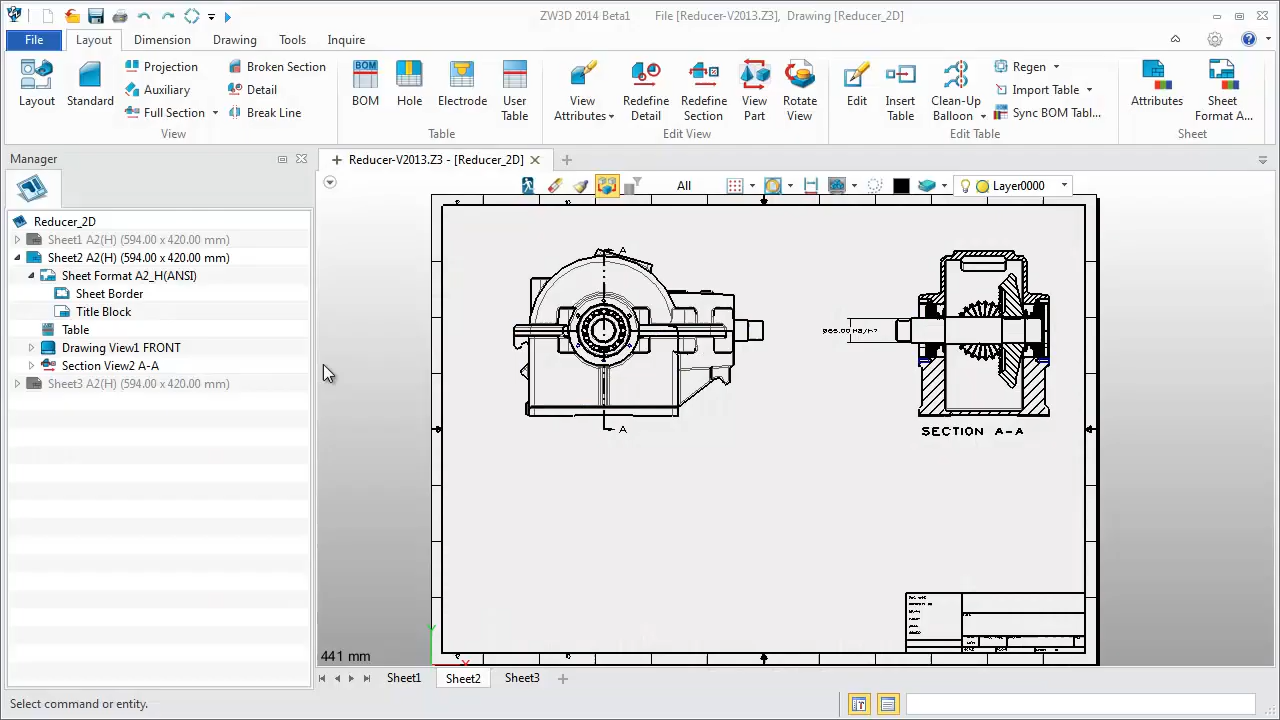 ZW3D 2014 Beta1 File [Reducer-V2013.Z3], Drawing [Reducer_2D]
File Layout Dimension Drawing Tools Inquire
Layout
Standard
Projection
Auxiliary
Full Section
Broken Section
Detail
Break Line
View
BOM
BOM
Hole
Electrode
User Table
Table
View Attributes
Redefine Detail
Redefine Section
View Part
Rotate View
Edit View
Edit
Insert Table
Clean-Up Balloon
Regen
Import Table
Sync BOM Tabl...
Edit Table
Attributes
Sheet Format A...
Sheet
Manager
Reducer-V2013.Z3 - [Reducer_2D]
All
Layer0000
Reducer_2D
Sheet1 A2(H) (594.00 x 420.00 mm)
Sheet2 A2(H) (594.00 x 420.00 mm)
Sheet Format A2_H(ANSI)
Sheet Border
Title Block
Table
Drawing View1 FRONT
Section View2 A-A
Sheet3 A2(H) (594.00 x 420.00 mm)
A
A
SECTION A-A
441 mm
Sheet1 Sheet2 Sheet3
Select command or entity.